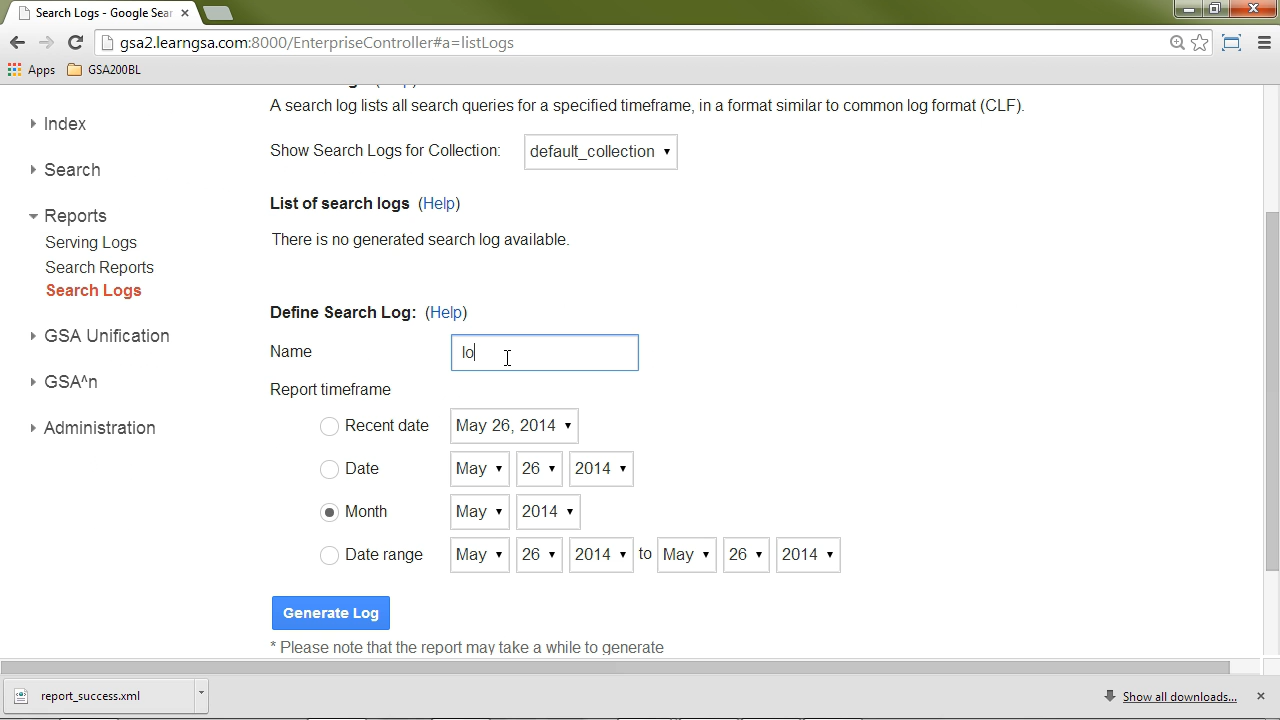 Search Logs - Google Sear
gsa2.learngsa.com:8000/EnterpriseController#a=listLogs
Apps GSA200BL
A search log lists all search queries for a specified timeframe, in a format similar to common log format (CLF).
Index
Show Search Logs for Collection: default_collection
Search
List of search logs (Help)
Reports
Serving Logs
There is no generated search log available.
Search Reports
Search Logs
Define Search Log: (Help)
GSA Unification
Name lo
GSA^n
Report timeframe
Administration
Recent date May 26, 2014
Date May 26 2014
Month May 2014
Date range May 26 2014 to May 26 2014
Generate Log
* Please note that the report may take a while to generate
report_success.xml
Show all downloads...